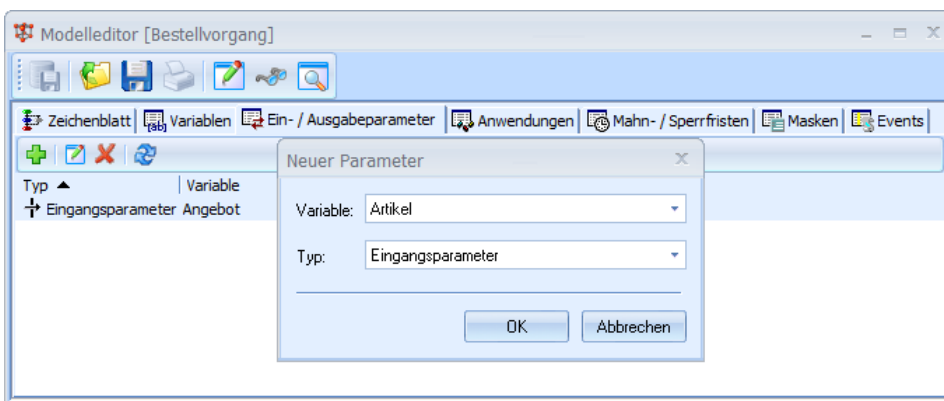 Modelleditor [Bestellvorgang]
Zeichenblatt Variablen Ein- / Ausgabeparameter Anwendungen Mahn- / Sperrfristen Masken Events
Neuer Parameter
Typ Variable
Eingangsparameter Angebot
Variable: Artikel
Typ: Eingangsparameter
OK Abbrechen